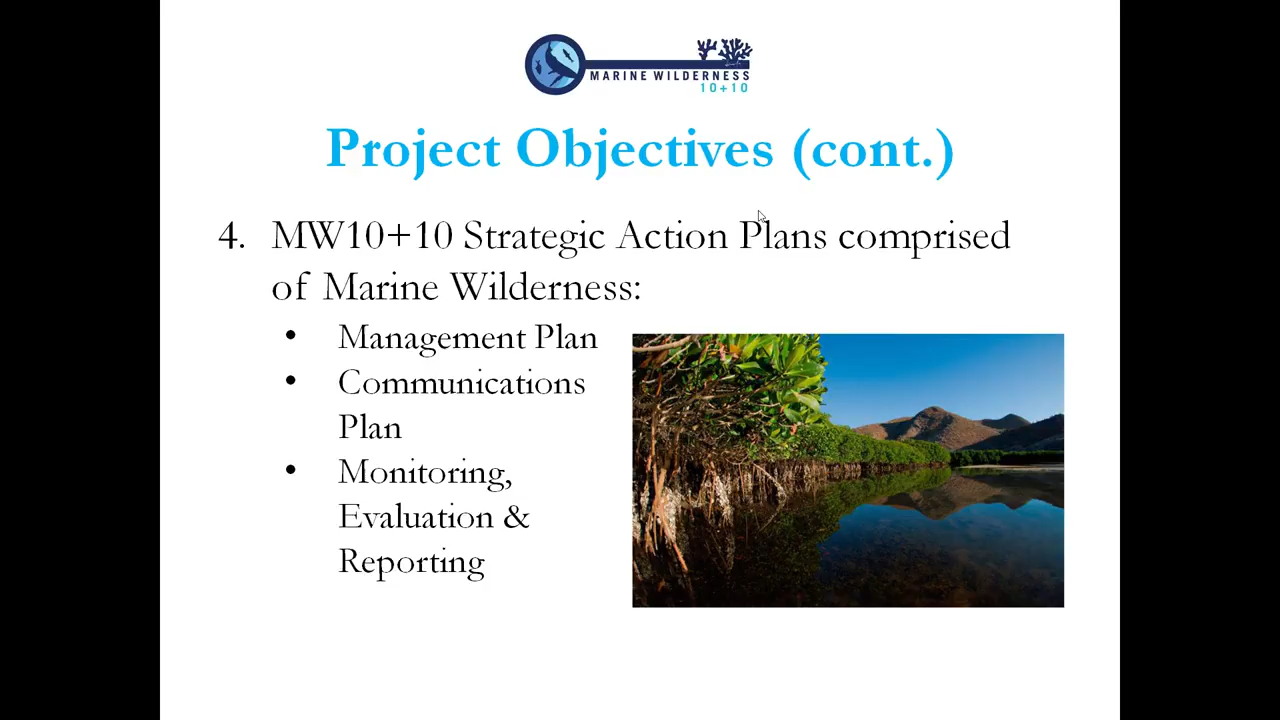 MARINE WILDERNESS
10+10
Project Objectives (cont.)
4. MW10+10 Strategic Action Plans comprised
of Marine Wilderness:
• Management Plan
• Communications
Plan
• Monitoring,
Evaluation &
Reporting